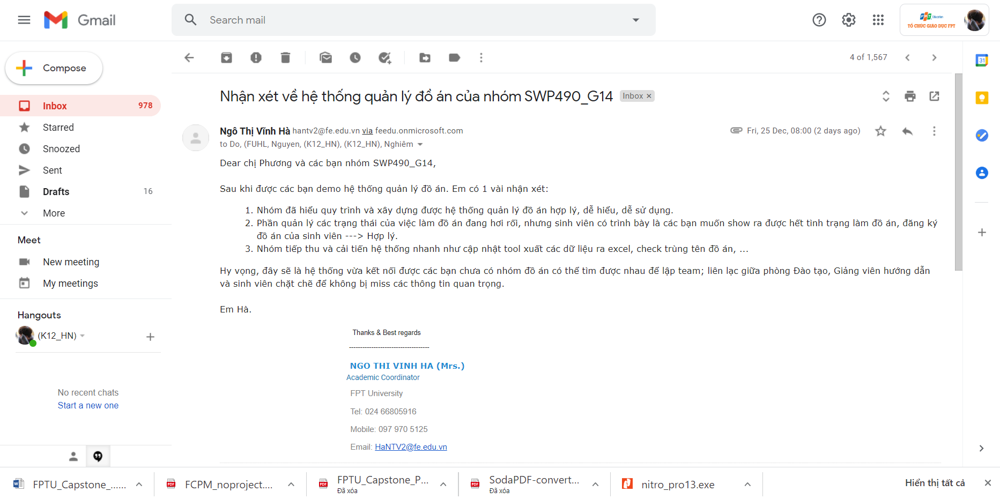 Gmail
Search mail
FPT Education
TỔ CHỨC GIÁO DỤC FPT
Compose
4 of 1,567
31
Inbox 978
Starred
Snoozed
Sent
Drafts 16
More
Meet
New meeting
My meetings
Hangouts
(K12_HN)
No recent chats
Start a new one
Nhận xét về hệ thống quản lý đồ án của nhóm SWP490_G14 Inbox ×
Ngô Thị Vĩnh Hà hantv2@fe.edu.vn via feedu.onmicrosoft.com Fri, 25 Dec, 08:00 (2 days ago)
to Do, (FUHL, Nguyen, (K12_HN), (K12_HN), Nghiêm
Dear chị Phương và các bạn nhóm SWP490_G14,
Sau khi được các bạn demo hệ thống quản lý đồ án. Em có 1 vài nhận xét:
1. Nhóm đã hiểu quy trình và xây dựng được hệ thống quản lý đồ án hợp lý, dễ hiểu, dễ sử dụng.
2. Phần quản lý các trạng thái của việc làm đồ án đang hơi rối, nhưng sinh viên có trình bày là các bạn muốn show ra được hết tình trạng làm đồ án, đăng ký
đồ án của sinh viên ---> Hợp lý.
3. Nhóm tiếp thu và cải tiến hệ thống nhanh như cập nhật tool xuất các dữ liệu ra excel, check trùng tên đồ án, ...
Hy vọng, đây sẽ là hệ thống vừa kết nối được các bạn chưa có nhóm đồ án có thể tìm được nhau để lập team; liên lạc giữa phòng Đào tạo, Giảng viên hướng dẫn
và sinh viên chặt chẽ để không bị miss các thông tin quan trọng.
Em Hà.
Thanks & Best regards
------------------------------------
NGO THI VINH HA (Mrs.)
Academic Coordinator
FPT University
Tel: 024 66805916
Mobile: 097 970 5125
Email: HaNTV2@fe.edu.vn
FPTU_Capstone_......
FCPM_noproject....
FPTU_Capstone_P...
Đã xóa
SodaPDF-convert...
Đã xóa
nitro_pro13.exe
Hiển thị tất cả